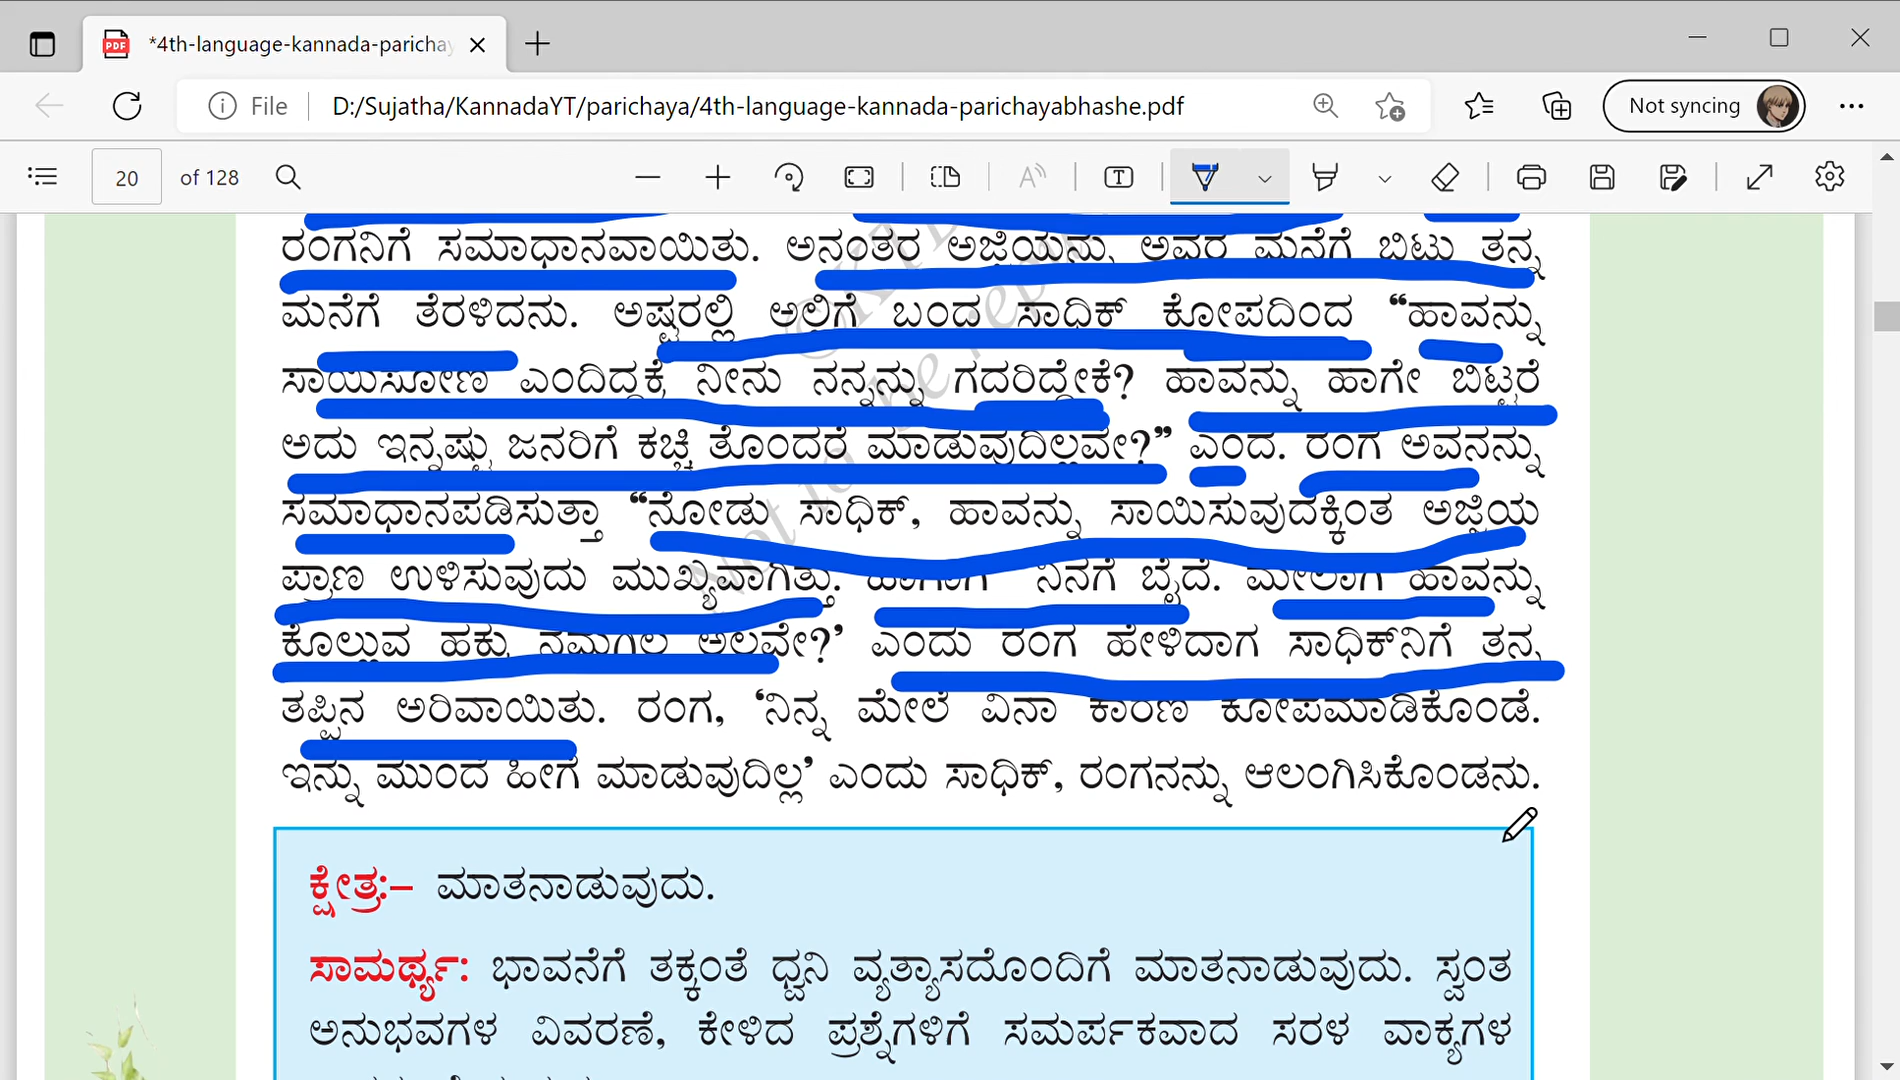 *4th-language-kannada-paricha
File D:/Sujatha/KannadaYT/parichaya/4th-language-kannada-parichayabhashe.pdf Not syncing
20 of 128
ರಂಗನಿಗೆ ಸಮಾಧಾನವಾಯಿತು. ಅನಂತರ ಅಜ್ಜಿಯನ್ನು ಅವರ ಮನೆಗೆ ಬಿಟ್ಟು ತನ್ನ
ಮನೆಗೆ ತೆರಳಿದನು. ಅಷ್ಟರಲ್ಲಿ ಅಲ್ಲಿಗೆ ಬಂದ ಸಾಧಿಕ್ ಕೋಪದಿಂದ “ಹಾವನ್ನು
ಸಾಯಿಸೋಣ ಎಂದಿದ್ದಕ್ಕೆ ನೀನು ನನ್ನನ್ನು ಗದರಿದ್ದೇಕೆ? ಹಾವನ್ನು ಹಾಗೇ ಬಿಟ್ಟರೆ
ಅದು ಇನ್ನಷ್ಟು ಜನರಿಗೆ ಕಚ್ಚಿ ತೊಂದರೆ ಮಾಡುವುದಿಲ್ಲವೇ?” ಎಂದ. ರಂಗ ಅವನನ್ನು
ಸಮಾಧಾನಪಡಿಸುತ್ತಾ “ನೋಡು ಸಾಧಿಕ್, ಹಾವನ್ನು ಸಾಯಿಸುವುದಕ್ಕಿಂತ ಅಜ್ಜಿಯ
ಪ್ರಾಣ ಉಳಿಸುವುದು ಮುಖ್ಯವಾಗಿತ್ತು. ಹಾಗಾಗಿ ನಿನಗೆ ಬೈದೆ. ಮೇಲಾಗಿ ಹಾವನ್ನು
ಕೊಲ್ಲುವ ಹಕ್ಕು ನಮಗಿಲ್ಲ ಅಲ್ಲವೇ?’ ಎಂದು ರಂಗ ಹೇಳಿದಾಗ ಸಾಧಿಕ್‌ನಿಗೆ ತನ್ನ
ತಪ್ಪಿನ ಅರಿವಾಯಿತು. ರಂಗ, ‘ನಿನ್ನ ಮೇಲೆ ವಿನಾ ಕಾರಣ ಕೋಪಮಾಡಿಕೊಂಡೆ.
ಇನ್ನು ಮುಂದೆ ಹೀಗೆ ಮಾಡುವುದಿಲ್ಲ’ ಎಂದು ಸಾಧಿಕ್, ರಂಗನನ್ನು ಆಲಂಗಿಸಿಕೊಂಡನು.
ಕ್ಷೇತ್ರ:– ಮಾತನಾಡುವುದು.
ಸಾಮರ್ಥ್ಯ: ಭಾವನೆಗೆ ತಕ್ಕಂತೆ ಧ್ವನಿ ವ್ಯತ್ಯಾಸದೊಂದಿಗೆ ಮಾತನಾಡುವುದು. ಸ್ವಂತ
ಅನುಭವಗಳ ವಿವರಣೆ, ಕೇಳಿದ ಪ್ರಶ್ನೆಗಳಿಗೆ ಸಮರ್ಪಕವಾದ ಸರಳ ವಾಕ್ಯಗಳ